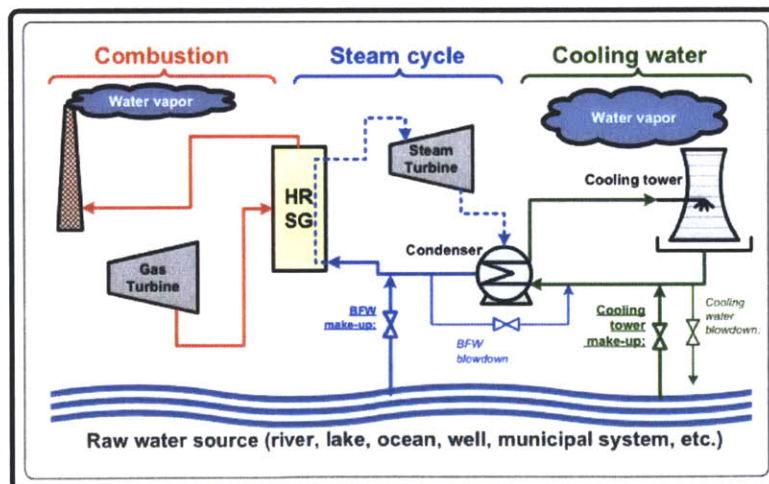 Combustion
Steam cycle
Cooling water
Water vapor
Water vapor
Steam
Turbine
Cooling tower
HR
SG
Condenser
Gas
Turbine
BFW
make-up:
BFW
blowdown
Cooling
tower
make-up:
Cooling
water
blowdown:
Raw water source (river, lake, ocean, well, municipal system, etc.)